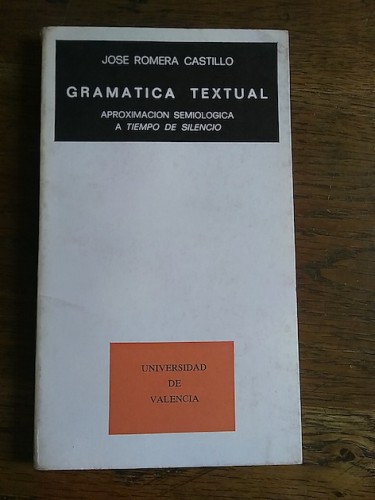 JOSE ROMERA CASTILLO
GRAMATICA TEXTUAL
APROXIMACION SEMIOLOGICA
A TIEMPO DE SILENCIO
UNIVERSIDAD
DE
VALENCIA